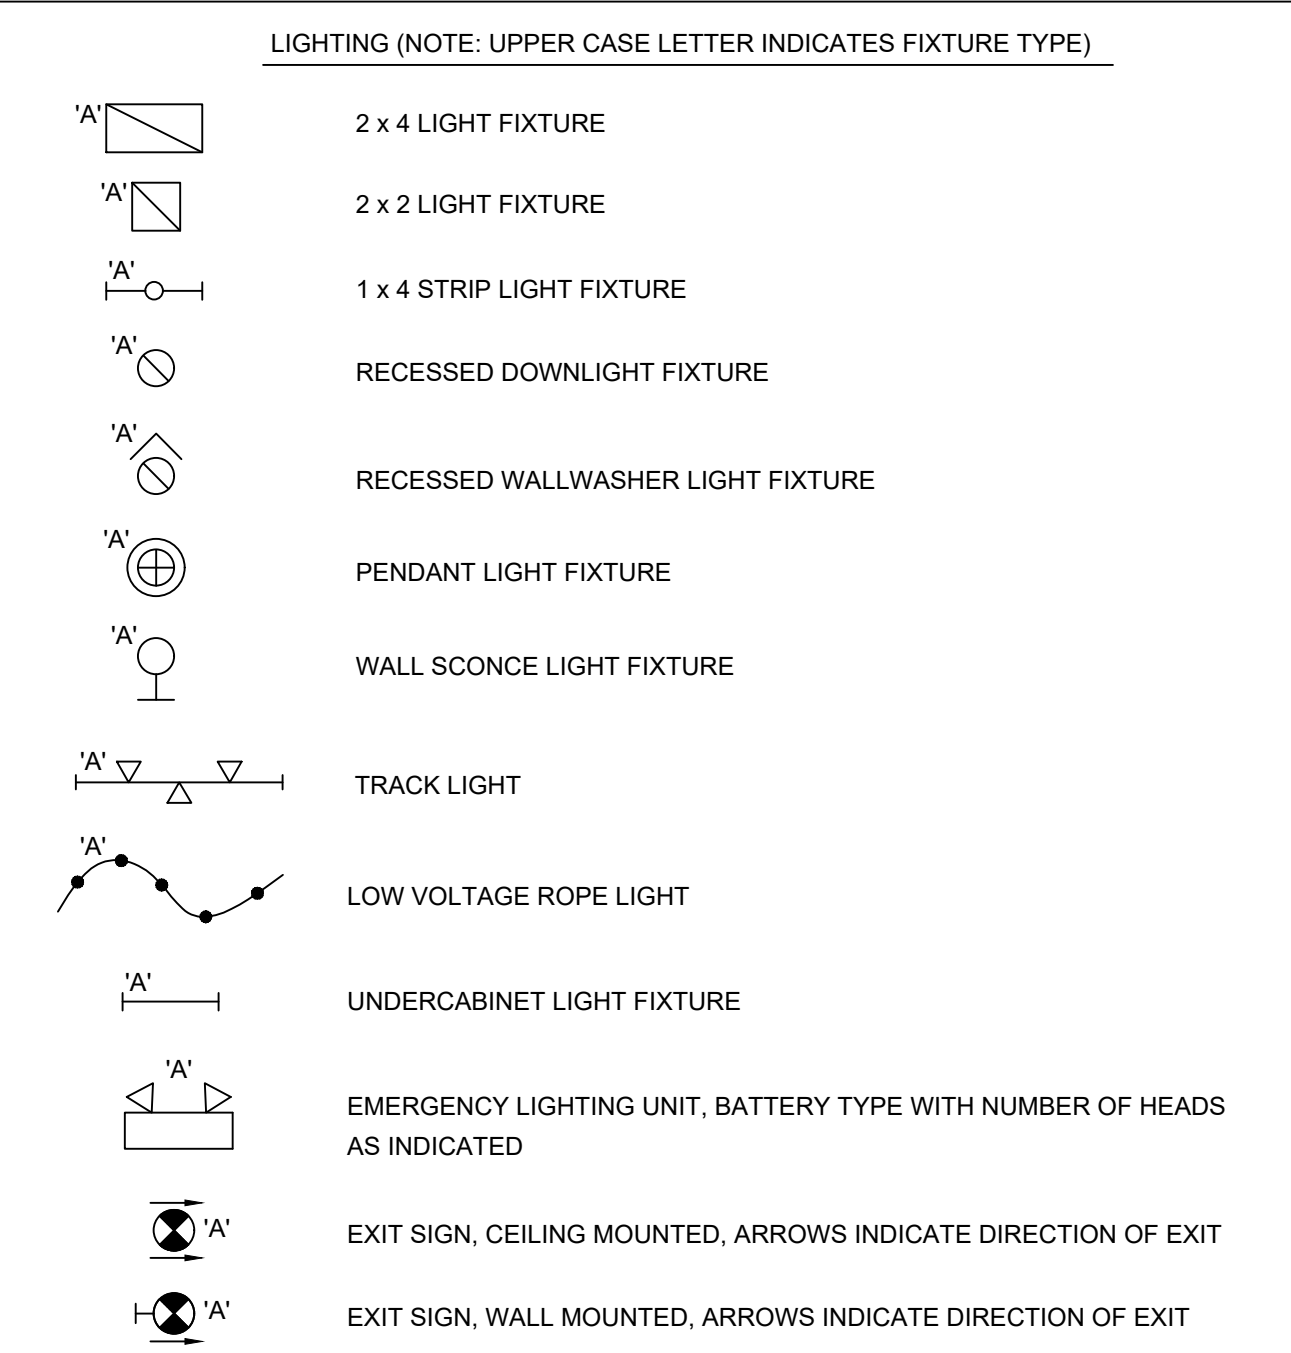 LIGHTING (NOTE: UPPER CASE LETTER INDICATES FIXTURE TYPE)
'A' 2 x 4 LIGHT FIXTURE
'A' 2 x 2 LIGHT FIXTURE
'A' 1 x 4 STRIP LIGHT FIXTURE
'A' RECESSED DOWNLIGHT FIXTURE
'A' RECESSED WALLWASHER LIGHT FIXTURE
'A' PENDANT LIGHT FIXTURE
'A' WALL SCONCE LIGHT FIXTURE
'A' TRACK LIGHT
'A' LOW VOLTAGE ROPE LIGHT
'A' UNDERCABINET LIGHT FIXTURE
'A' EMERGENCY LIGHTING UNIT, BATTERY TYPE WITH NUMBER OF HEADS
AS INDICATED
'A' EXIT SIGN, CEILING MOUNTED, ARROWS INDICATE DIRECTION OF EXIT
'A' EXIT SIGN, WALL MOUNTED, ARROWS INDICATE DIRECTION OF EXIT